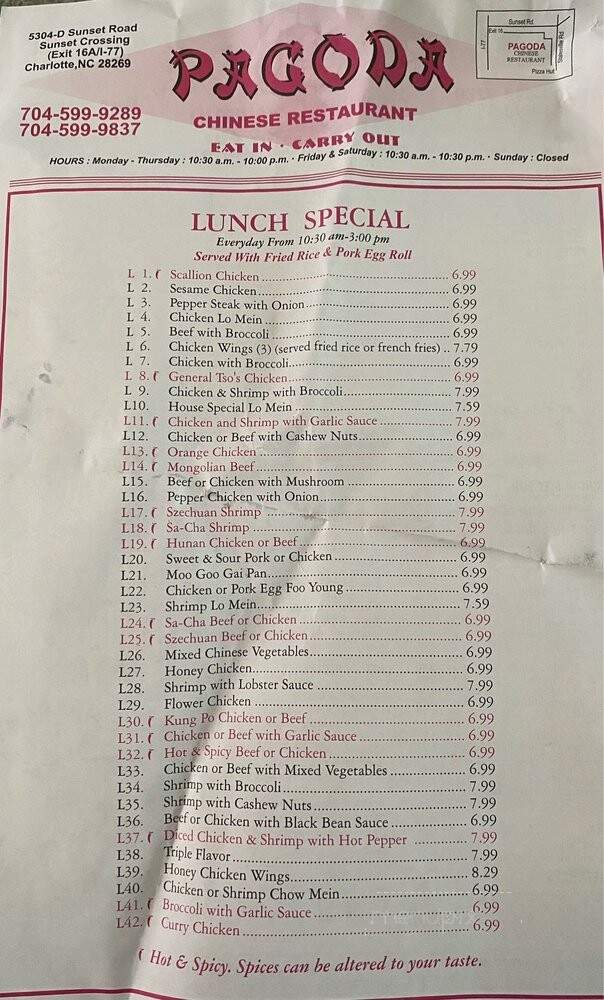 5304-D Sunset Road
Sunset Crossing
(Exit 16A/I-77)
Charlotte,NC 28269
704-599-9289
704-599-9837
PAGODA
CHINESE RESTAURANT
EAT IN · CARRY OUT
Sunset Rd.
Exit 16
I-77
PAGODA
CHINESE
RESTAURANT
Statesville Rd.
Pizza Hut
HOURS : Monday - Thursday : 10:30 a.m. - 10:00 p.m. · Friday & Saturday : 10:30 a.m. - 10:30 p.m. · Sunday : Closed
LUNCH SPECIAL
Everyday From 10:30 am-3:00 pm
Served With Fried Rice & Pork Egg Roll
L 1. Scallion Chicken 6.99
L 2. Sesame Chicken 6.99
L 3. Pepper Steak with Onion 6.99
L 4. Chicken Lo Mein 6.99
L 5. Beef with Broccoli 6.99
L 6. Chicken Wings (3) (served fried rice or french fries) 7.79
L 7. Chicken with Broccoli 6.99
L 8. General Tso's Chicken 6.99
L 9. Chicken & Shrimp with Broccoli 7.99
L10. House Special Lo Mein 7.59
L11. Chicken and Shrimp with Garlic Sauce 7.99
L12. Chicken or Beef with Cashew Nuts 6.99
L13. Orange Chicken 6.99
L14. Mongolian Beef 6.99
L15. Beef or Chicken with Mushroom 6.99
L16. Pepper Chicken with Onion 6.99
L17. Szechuan Shrimp 7.99
L18. Sa-Cha Shrimp 7.99
L19. Hunan Chicken or Beef 6.99
L20. Sweet & Sour Pork or Chicken 6.99
L21. Moo Goo Gai Pan 6.99
L22. Chicken or Pork Egg Foo Young 6.99
L23. Shrimp Lo Mein 7.59
L24. Sa-Cha Beef or Chicken 6.99
L25. Szechuan Beef or Chicken 6.99
L26. Mixed Chinese Vegetables 6.99
L27. Honey Chicken 6.99
L28. Shrimp with Lobster Sauce 7.99
L29. Flower Chicken 6.99
L30. Kung Po Chicken or Beef 6.99
L31. Chicken or Beef with Garlic Sauce 6.99
L32. Hot & Spicy Beef or Chicken 6.99
L33. Chicken or Beef with Mixed Vegetables 6.99
L34. Shrimp with Broccoli 7.99
L35. Shrimp with Cashew Nuts 7.99
L36. Beef or Chicken with Black Bean Sauce 6.99
L37. Diced Chicken & Shrimp with Hot Pepper 7.99
L38. Triple Flavor 7.99
L39. Honey Chicken Wings 8.29
L40. Chicken or Shrimp Chow Mein 6.99
L41. Broccoli with Garlic Sauce 6.99
L42. Curry Chicken 6.99
Hot & Spicy. Spices can be altered to your taste.